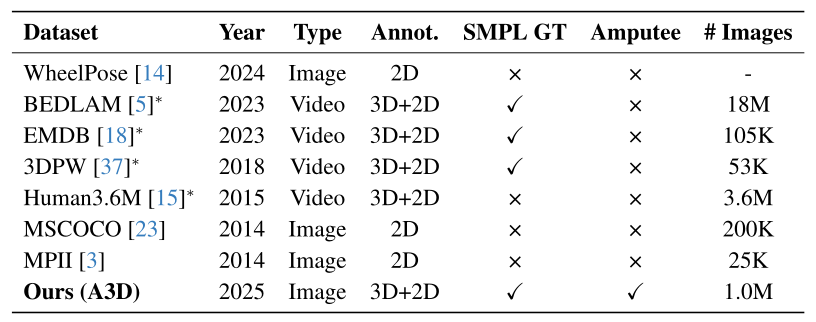 Dataset Year Type Annot. SMPL GT Amputee # Images
WheelPose [14] 2024 Image 2D × × -
BEDLAM [5]* 2023 Video 3D+2D ✓ × 18M
EMDB [18]* 2023 Video 3D+2D ✓ × 105K
3DPW [37]* 2018 Video 3D+2D ✓ × 53K
Human3.6M [15]* 2015 Video 3D+2D × × 3.6M
MSCOCO [23] 2014 Image 2D × × 200K
MPII [3] 2014 Image 2D × × 25K
Ours (A3D) 2025 Image 3D+2D ✓ ✓ 1.0M